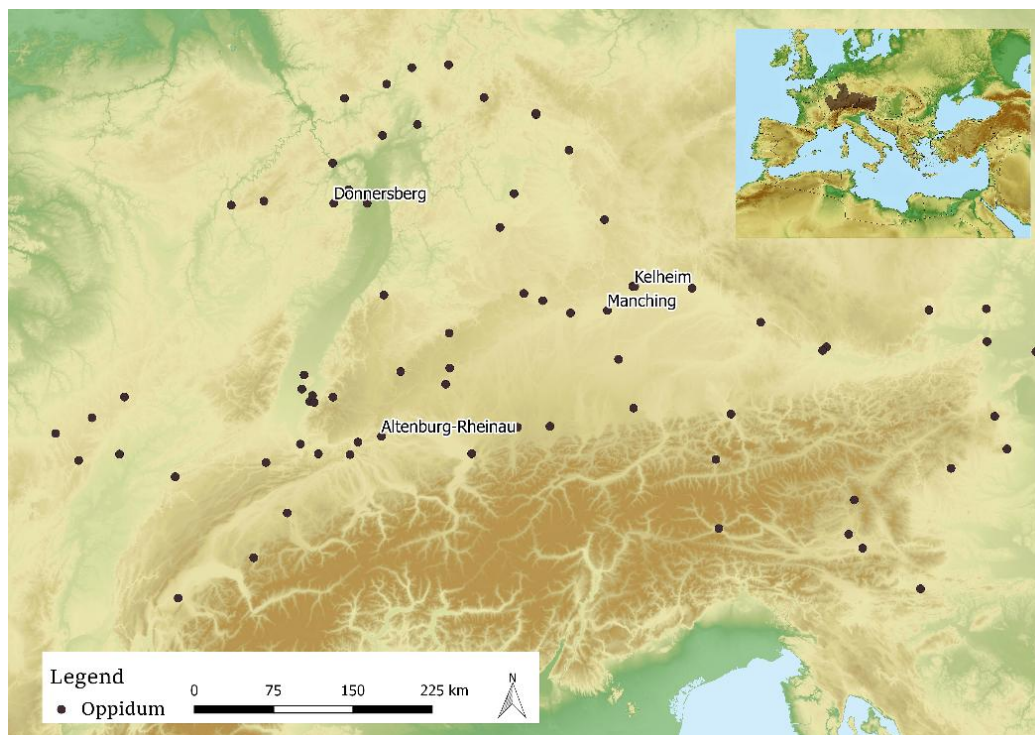 Donnersberg
Kelheim
Manching
Altenburg-Rheinau
Legend
0 75 150 225 km
N
Oppidum